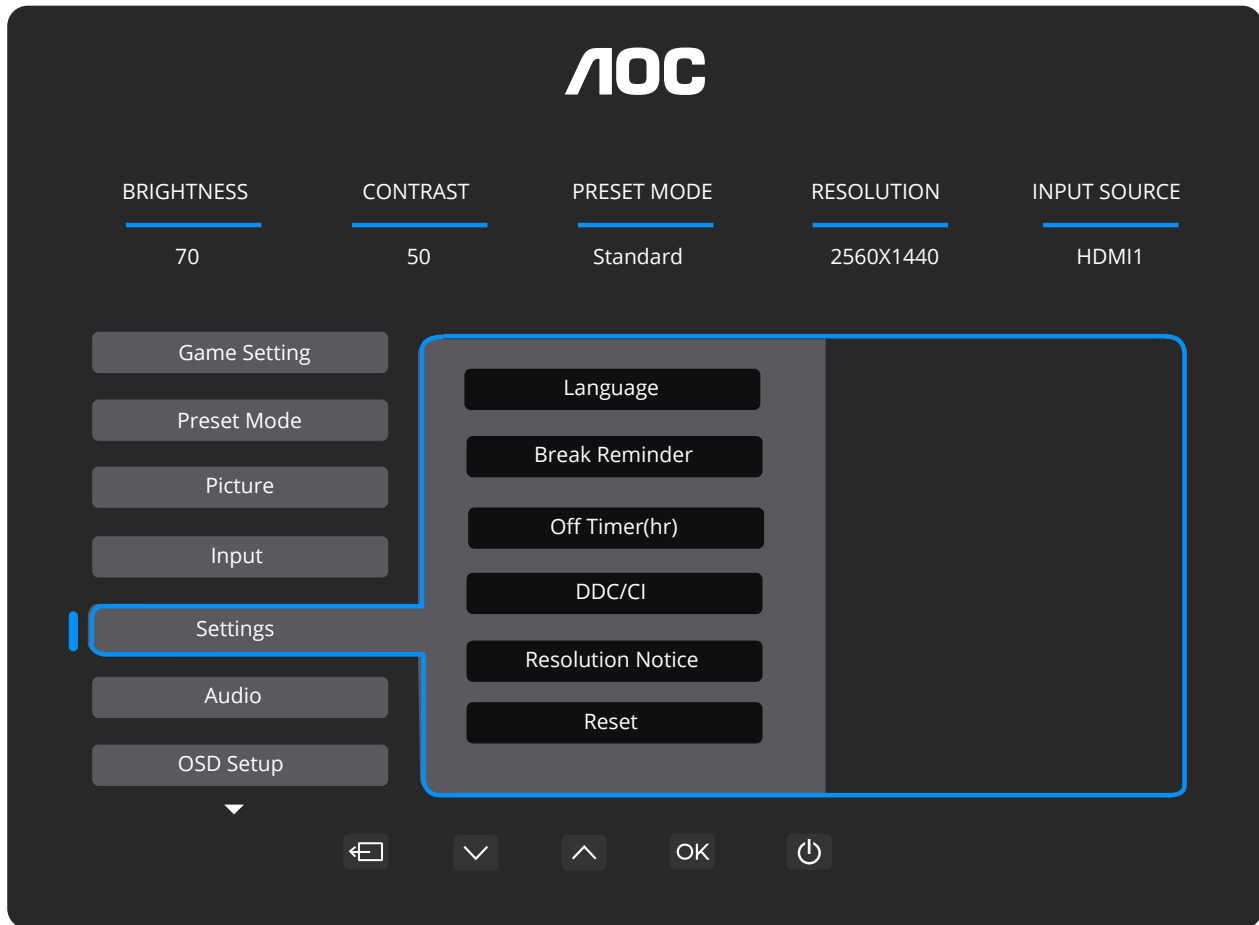 AOC
BRIGHTNESS CONTRAST PRESET MODE RESOLUTION INPUT SOURCE
70 50 Standard 2560X1440 HDMI1
Game Setting
Preset Mode
Picture
Input
Settings
Audio
OSD Setup
Language
Break Reminder
Off Timer(hr)
DDC/CI
Resolution Notice
Reset
OK